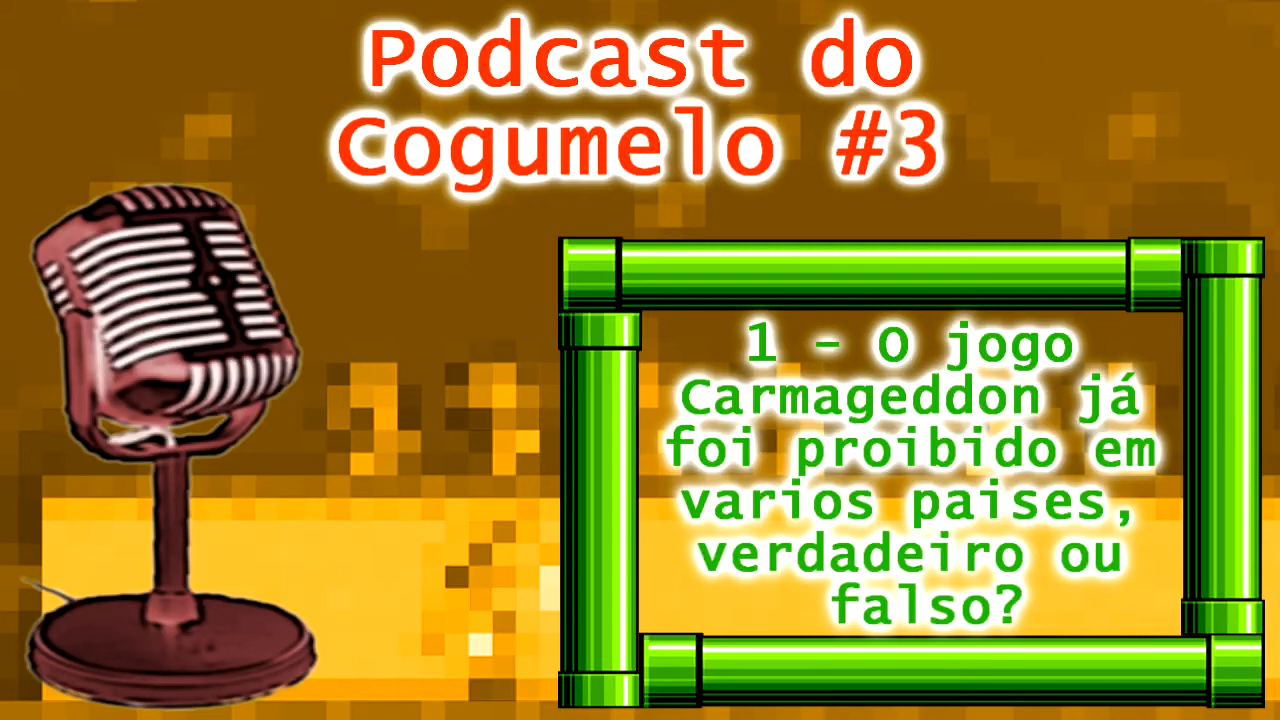 Podcast do
Cogumelo #3
1 - O jogo
Carmageddon já
foi proibido em
varios paises,
verdadeiro ou
falso?